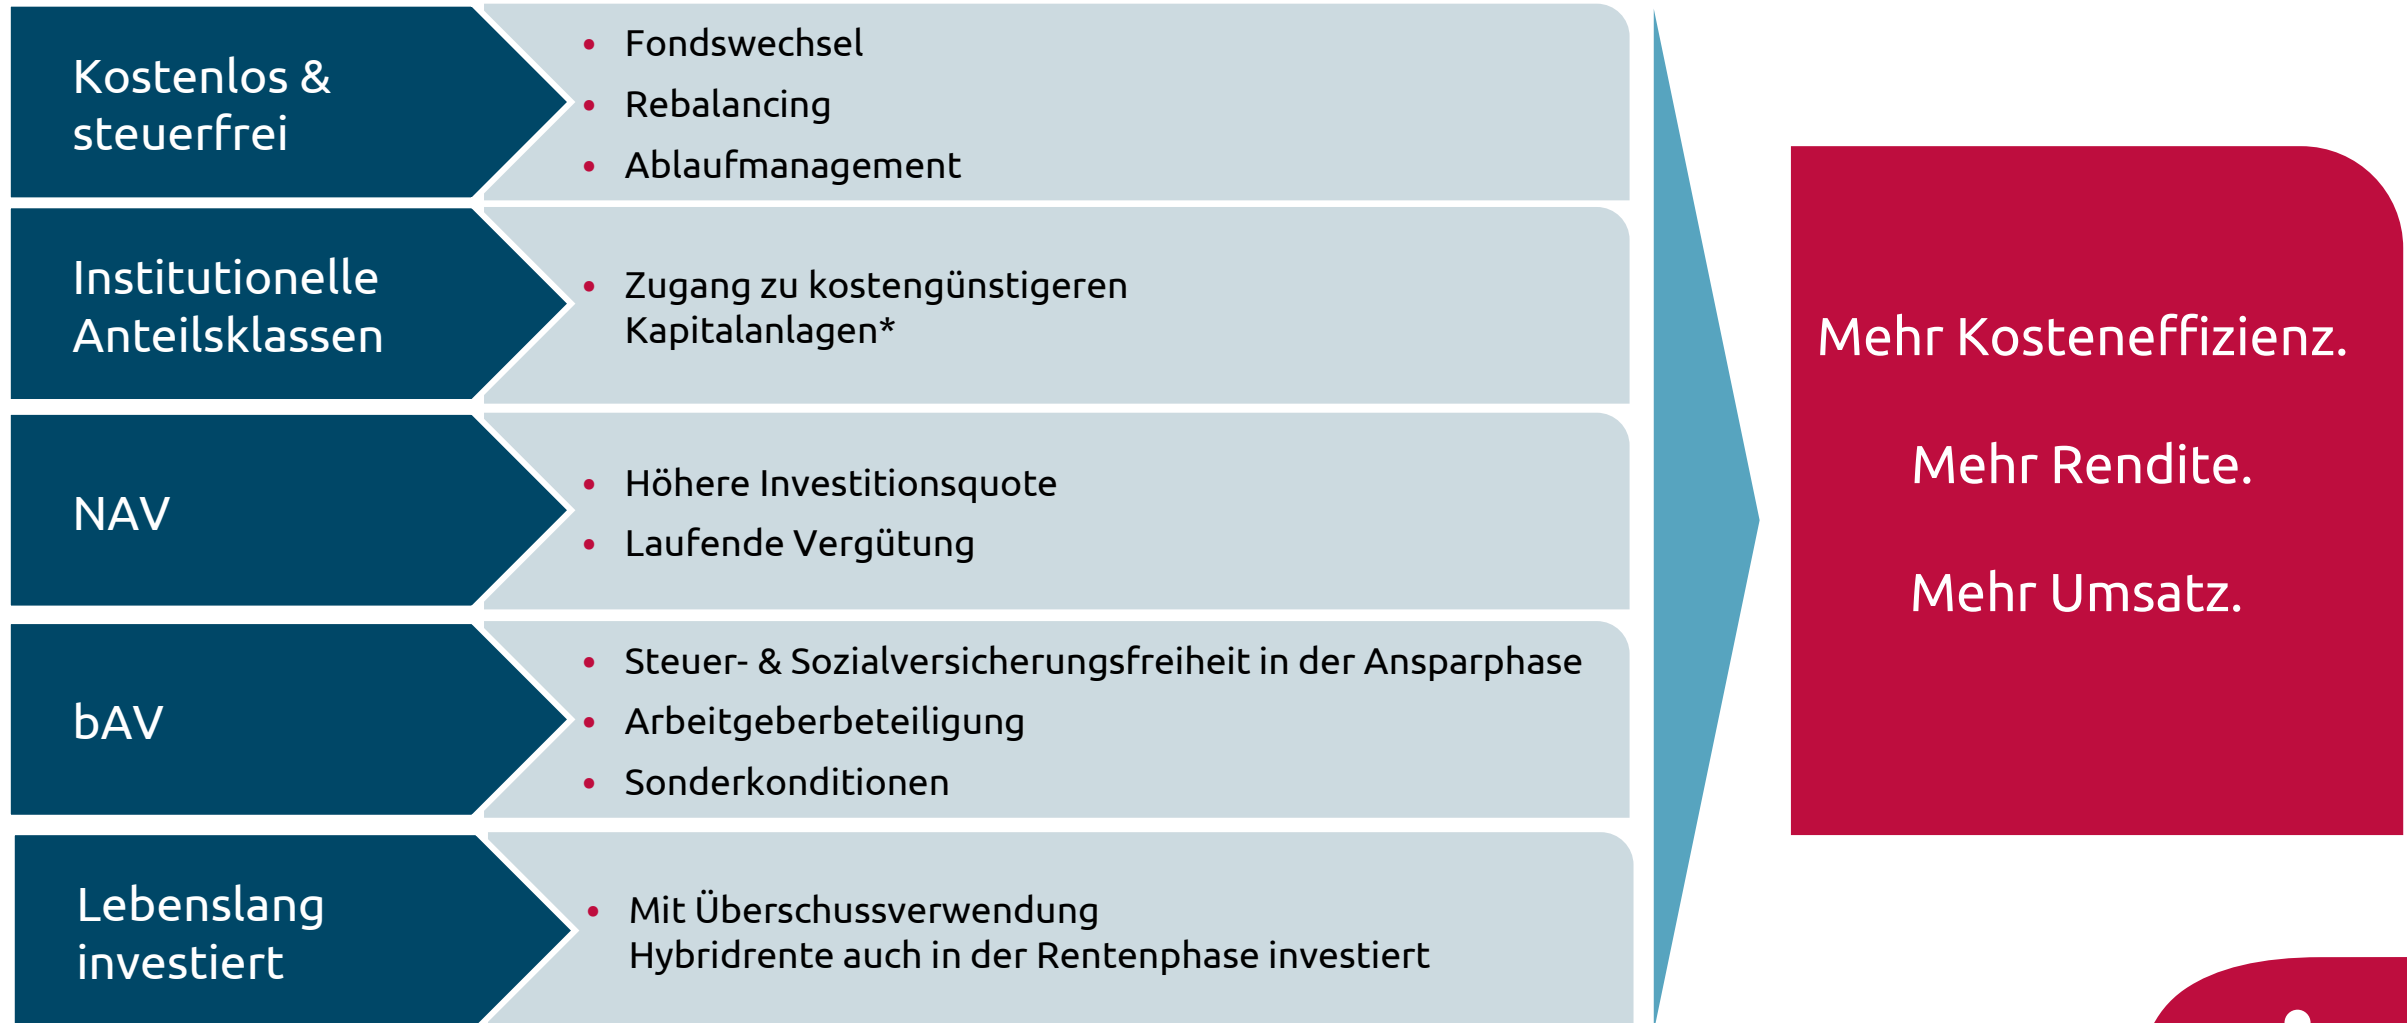 Kostenlos &
steuerfrei
• Fondswechsel
• Rebalancing
• Ablaufmanagement
Institutionelle
Anteilsklassen
• Zugang zu kostengünstigeren
Kapitalanlagen*
NAV
• Höhere Investitionsquote
• Laufende Vergütung
bAV
• Steuer- & Sozialversicherungsfreiheit in der Ansparphase
• Arbeitgeberbeteiligung
• Sonderkonditionen
Lebenslang
investiert
• Mit Überschussverwendung
Hybridrente auch in der Rentenphase investiert
Mehr Kosteneffizienz.
Mehr Rendite.
Mehr Umsatz.